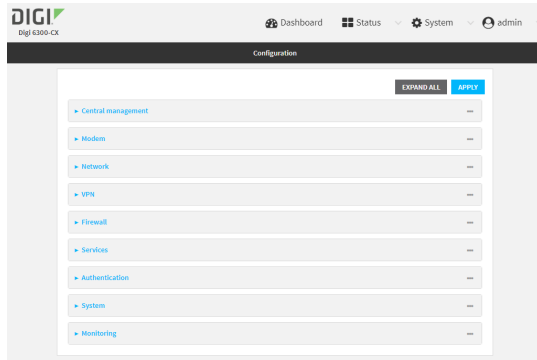 DIGI
Digi 6300-CX
Dashboard Status System admin
Configuration
EXPAND ALL APPLY
Central management
Modem
Network
VPN
Firewall
Services
Authentication
System
Monitoring